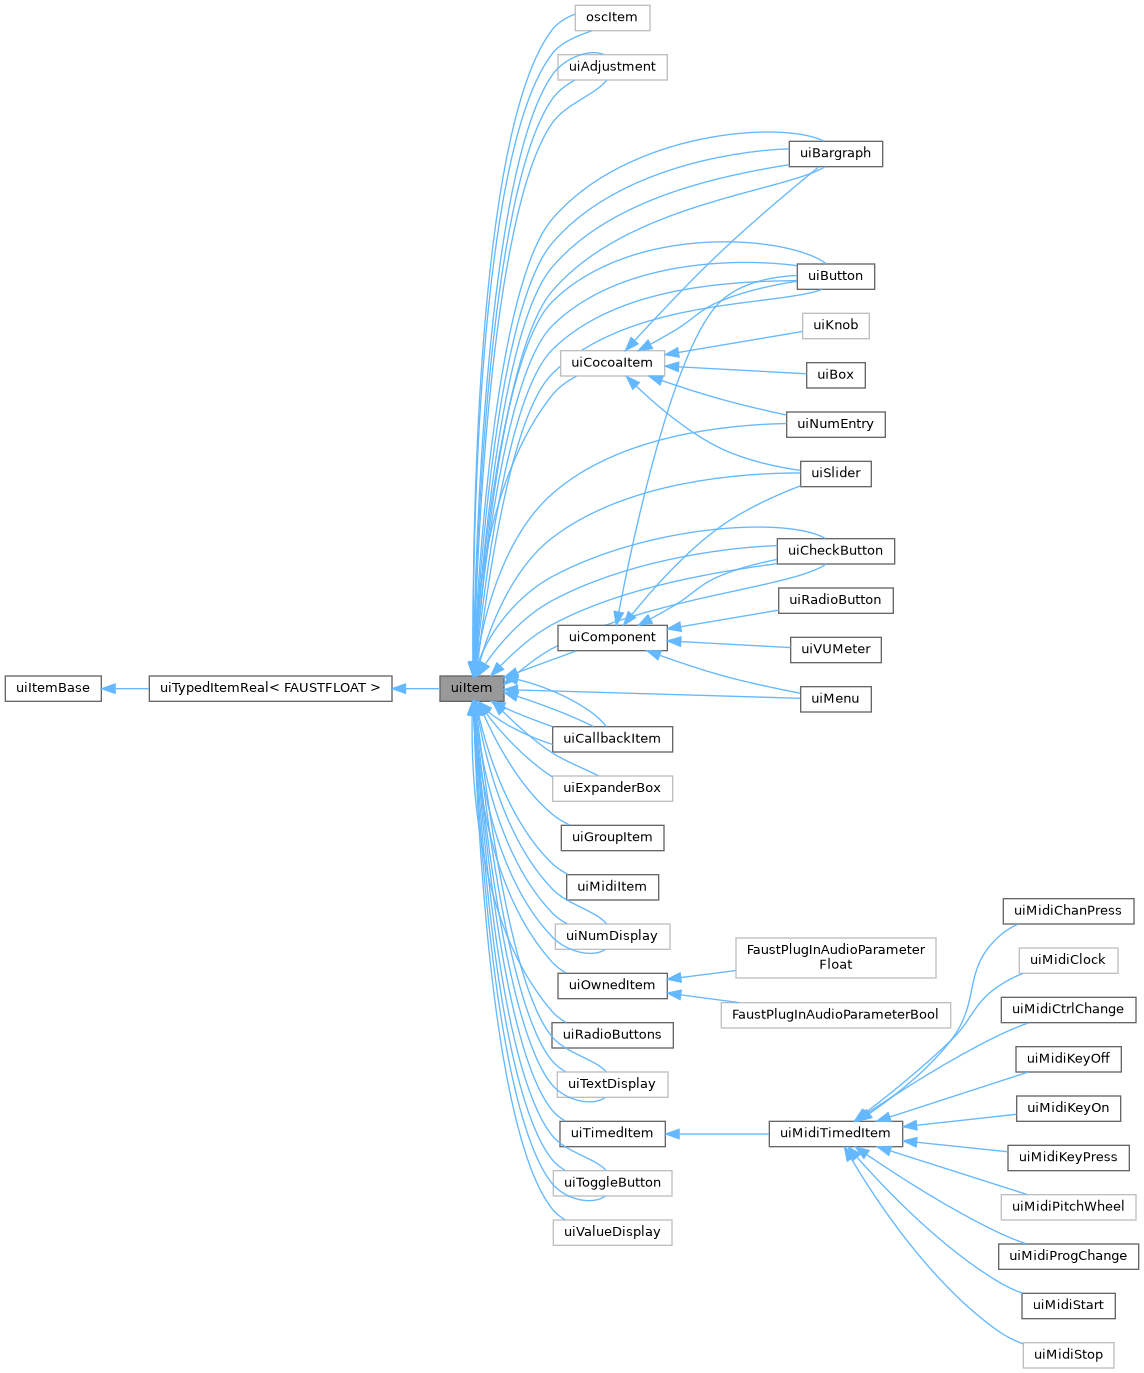 oscItem
uiAdjustment
uiBargraph
uiButton
uiKnob
uiCocoaItem
uiBox
uiNumEntry
uiSlider
uiCheckButton
uiRadioButton
uiComponent
uiVUMeter
uiItemBase
uiTypedItemReal< FAUSTFLOAT >
uiItem
uiMenu
uiCallbackItem
uiExpanderBox
uiGroupItem
uiMidiItem
uiNumDisplay
uiOwnedItem
FaustPlugInAudioParameter
Float
FaustPlugInAudioParameterBool
uiRadioButtons
uiTextDisplay
uiTimedItem
uiToggleButton
uiValueDisplay
uiMidiTimedItem
uiMidiChanPress
uiMidiClock
uiMidiCtrlChange
uiMidiKeyOff
uiMidiKeyOn
uiMidiKeyPress
uiMidiPitchWheel
uiMidiProgChange
uiMidiStart
uiMidiStop